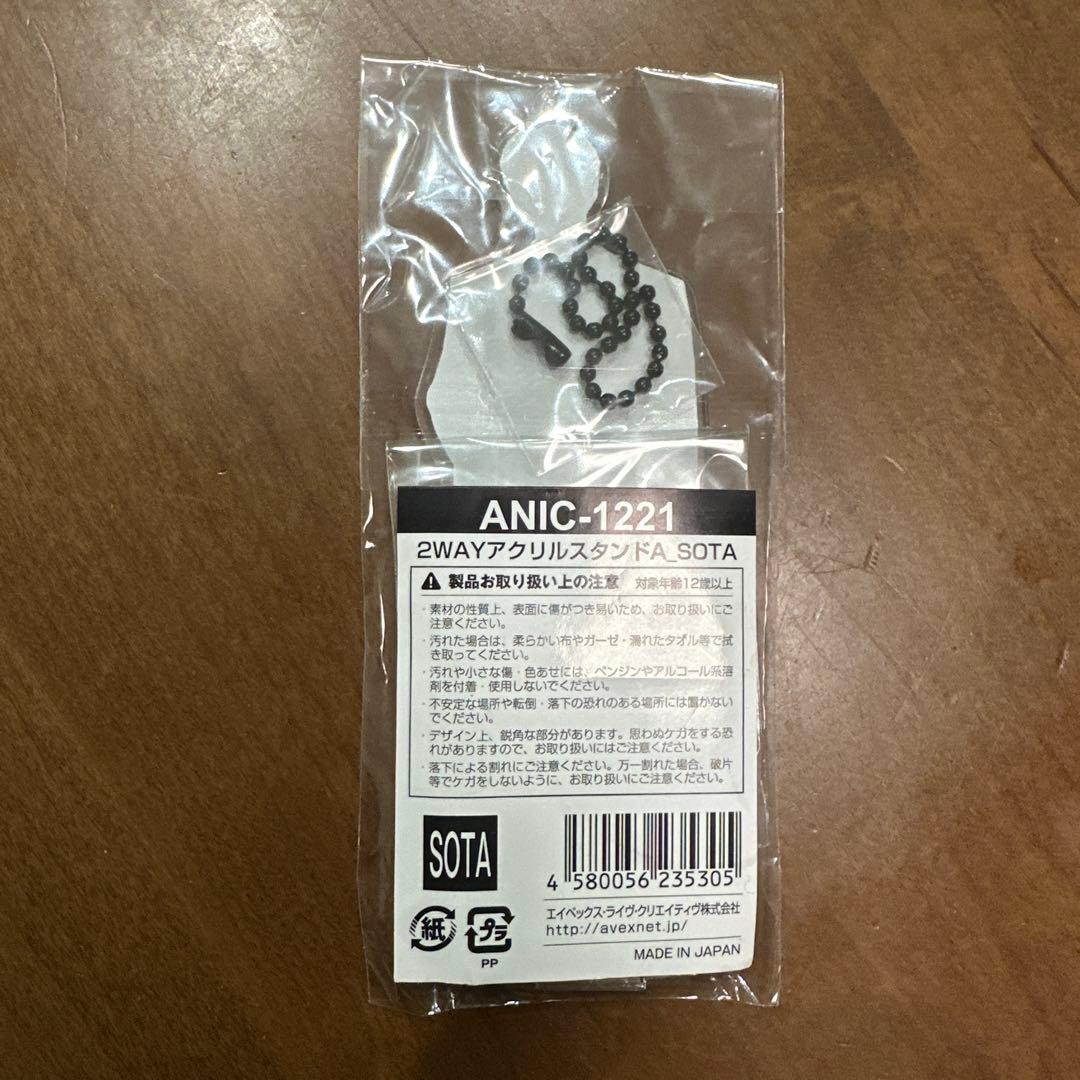 ANIC-1221
2WAYアクリルスタンドA_SOTA
製品お取り扱い上の注意 対象年齢12歳以上
・素材の性質上、表面に傷がつき易いため、お取り扱いにご
注意ください。
・汚れた場合は、柔らかい布やガーゼ・濡れたタオル等で拭
き取ってください。
・汚れや小さな傷・色あせには、ベンジンやアルコール系溶
剤を付着・使用しないでください。
・不安定な場所や転倒・落下の恐れのある場所には置かない
でください。
・デザイン上、鋭角な部分があります。思わぬケガをする恐
れがありますので、お取り扱いにはご注意ください。
・落下による割れにご注意ください。万一割れた場合、破片
等でケガをしないように、お取り扱いにご注意ください。
SOTA
4 580056 235305
エイベックス・ライヴ・クリエイティヴ株式会社
http://avexnet.jp/
紙
プラ
PP
MADE IN JAPAN